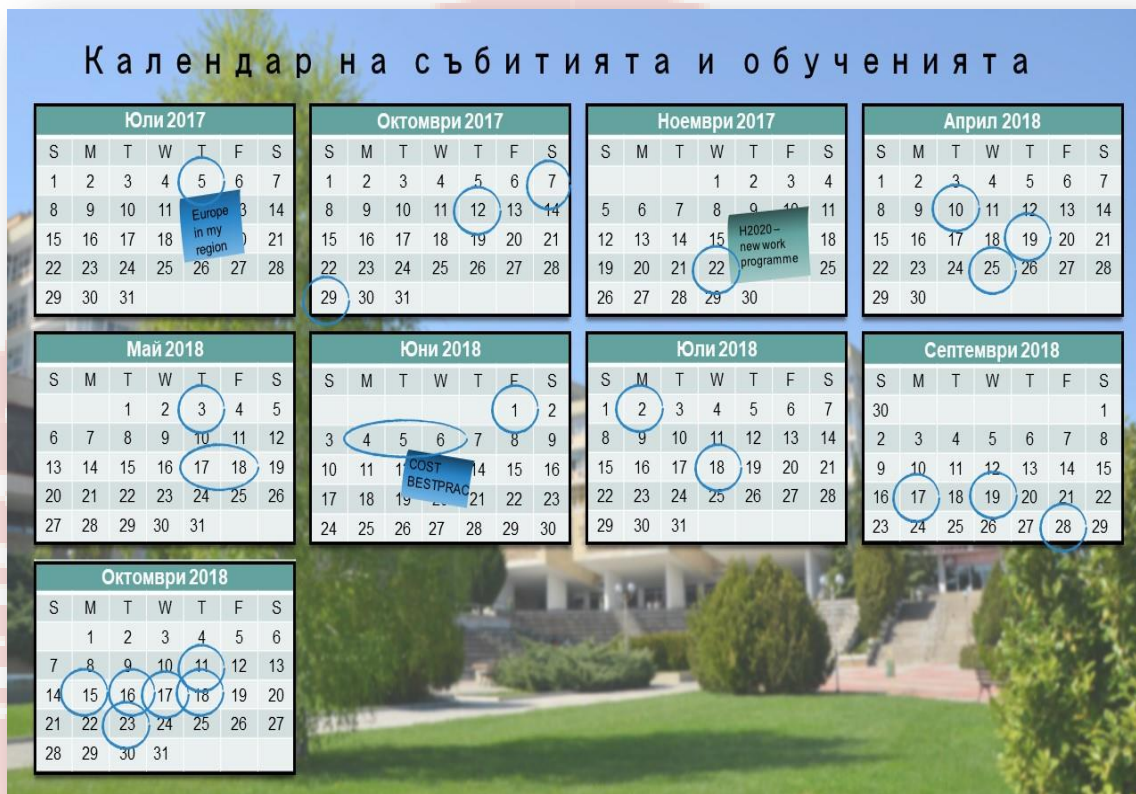 Календар на събитията и обученията
Юли 2017
S M T W T F S
1 2 3 4 5 6 7
8 9 10 11 14
15 16 17 18 21
22 23 24 25 26 27 28
29 30 31
Europe
in my
region
Октомври 2017
S M T W T F S
1 2 3 4 5 6 7
8 9 10 11 12 13 14
15 16 17 18 19 20 21
22 23 24 25 26 27 28
29 30 31
Ноември 2017
S M T W T F S
1 2 3 4
5 6 7 8 9 10 11
12 13 14 15 18
19 20 21 22 25
26 27 28 29 30
H2020 –
new work
programme
Април 2018
S M T W T F S
1 2 3 4 5 6 7
8 9 10 11 12 13 14
15 16 17 18 19 20 21
22 23 24 25 26 27 28
29 30
Май 2018
S M T W T F S
1 2 3 4 5
6 7 8 9 10 11 12
13 14 15 16 17 18 19
20 21 22 23 24 25 26
27 28 29 30 31
Юни 2018
S M T W T F S
1 2
3 4 5 6 7 8 9
10 11 14 15 16
17 18 19 21 22 23
24 25 26 27 28 29 30
COST
BESTPRAC
Юли 2018
S M T W T F S
1 2 3 4 5 6 7
8 9 10 11 12 13 14
15 16 17 18 19 20 21
22 23 24 25 26 27 28
29 30 31
Септември 2018
S M T W T F S
30 1
2 3 4 5 6 7 8
9 10 11 12 13 14 15
16 17 18 19 20 21 22
23 24 25 26 27 28 29
Октомври 2018
S M T W T F S
1 2 3 4 5 6
7 8 9 10 11 12 13
14 15 16 17 18 19 20
21 22 23 24 25 26 27
28 29 30 31